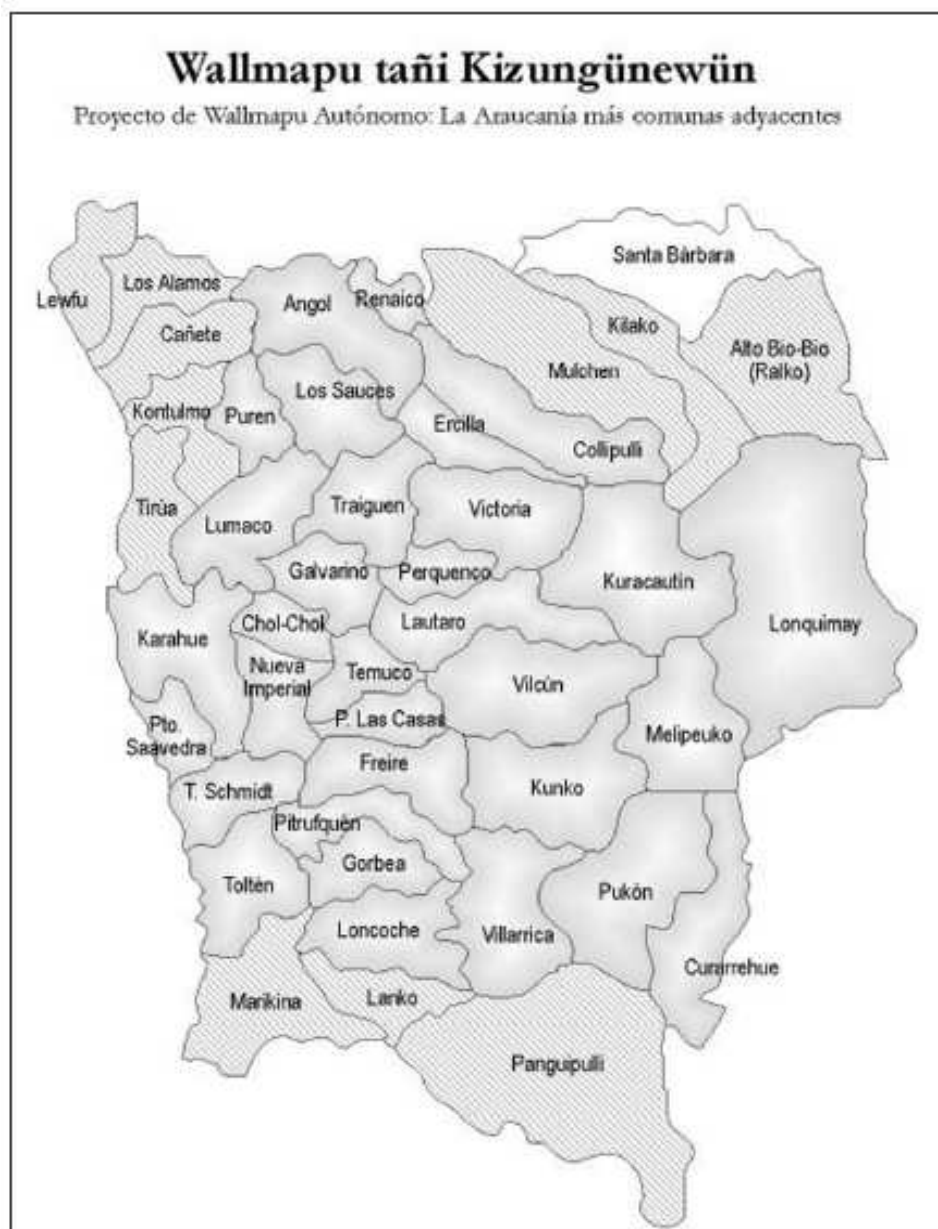 Wallmapu tañi Kizungünewün
Proyecto de Wallmapu Autónomo: La Araucanía más comunas adyacentes
Santa Bárbara
Lewfu
Los Alamos
Angol
Renaico
Kilako
Cañete
Mulchen
Alto Bio-Bio
(Ralko)
Los Sauces
Kontulmo
Puren
Ercilla
Collipulli
Tirúa
Lumaco
Traiguen
Victoria
Galvarino
Perquenco
Kuracautin
Chol-Chol
Lautaro
Lonquimay
Karahue
Nueva
Imperial
Temuco
Vilcún
P. Las Casas
Pto.
Saavedra
Melipeuko
Freire
T. Schmidt
Kunko
Pitrufquèn
Gorbea
Toltèn
Pukón
Loncoche
Villarrica
Curarrehue
Marikina
Lanko
Panguipulli